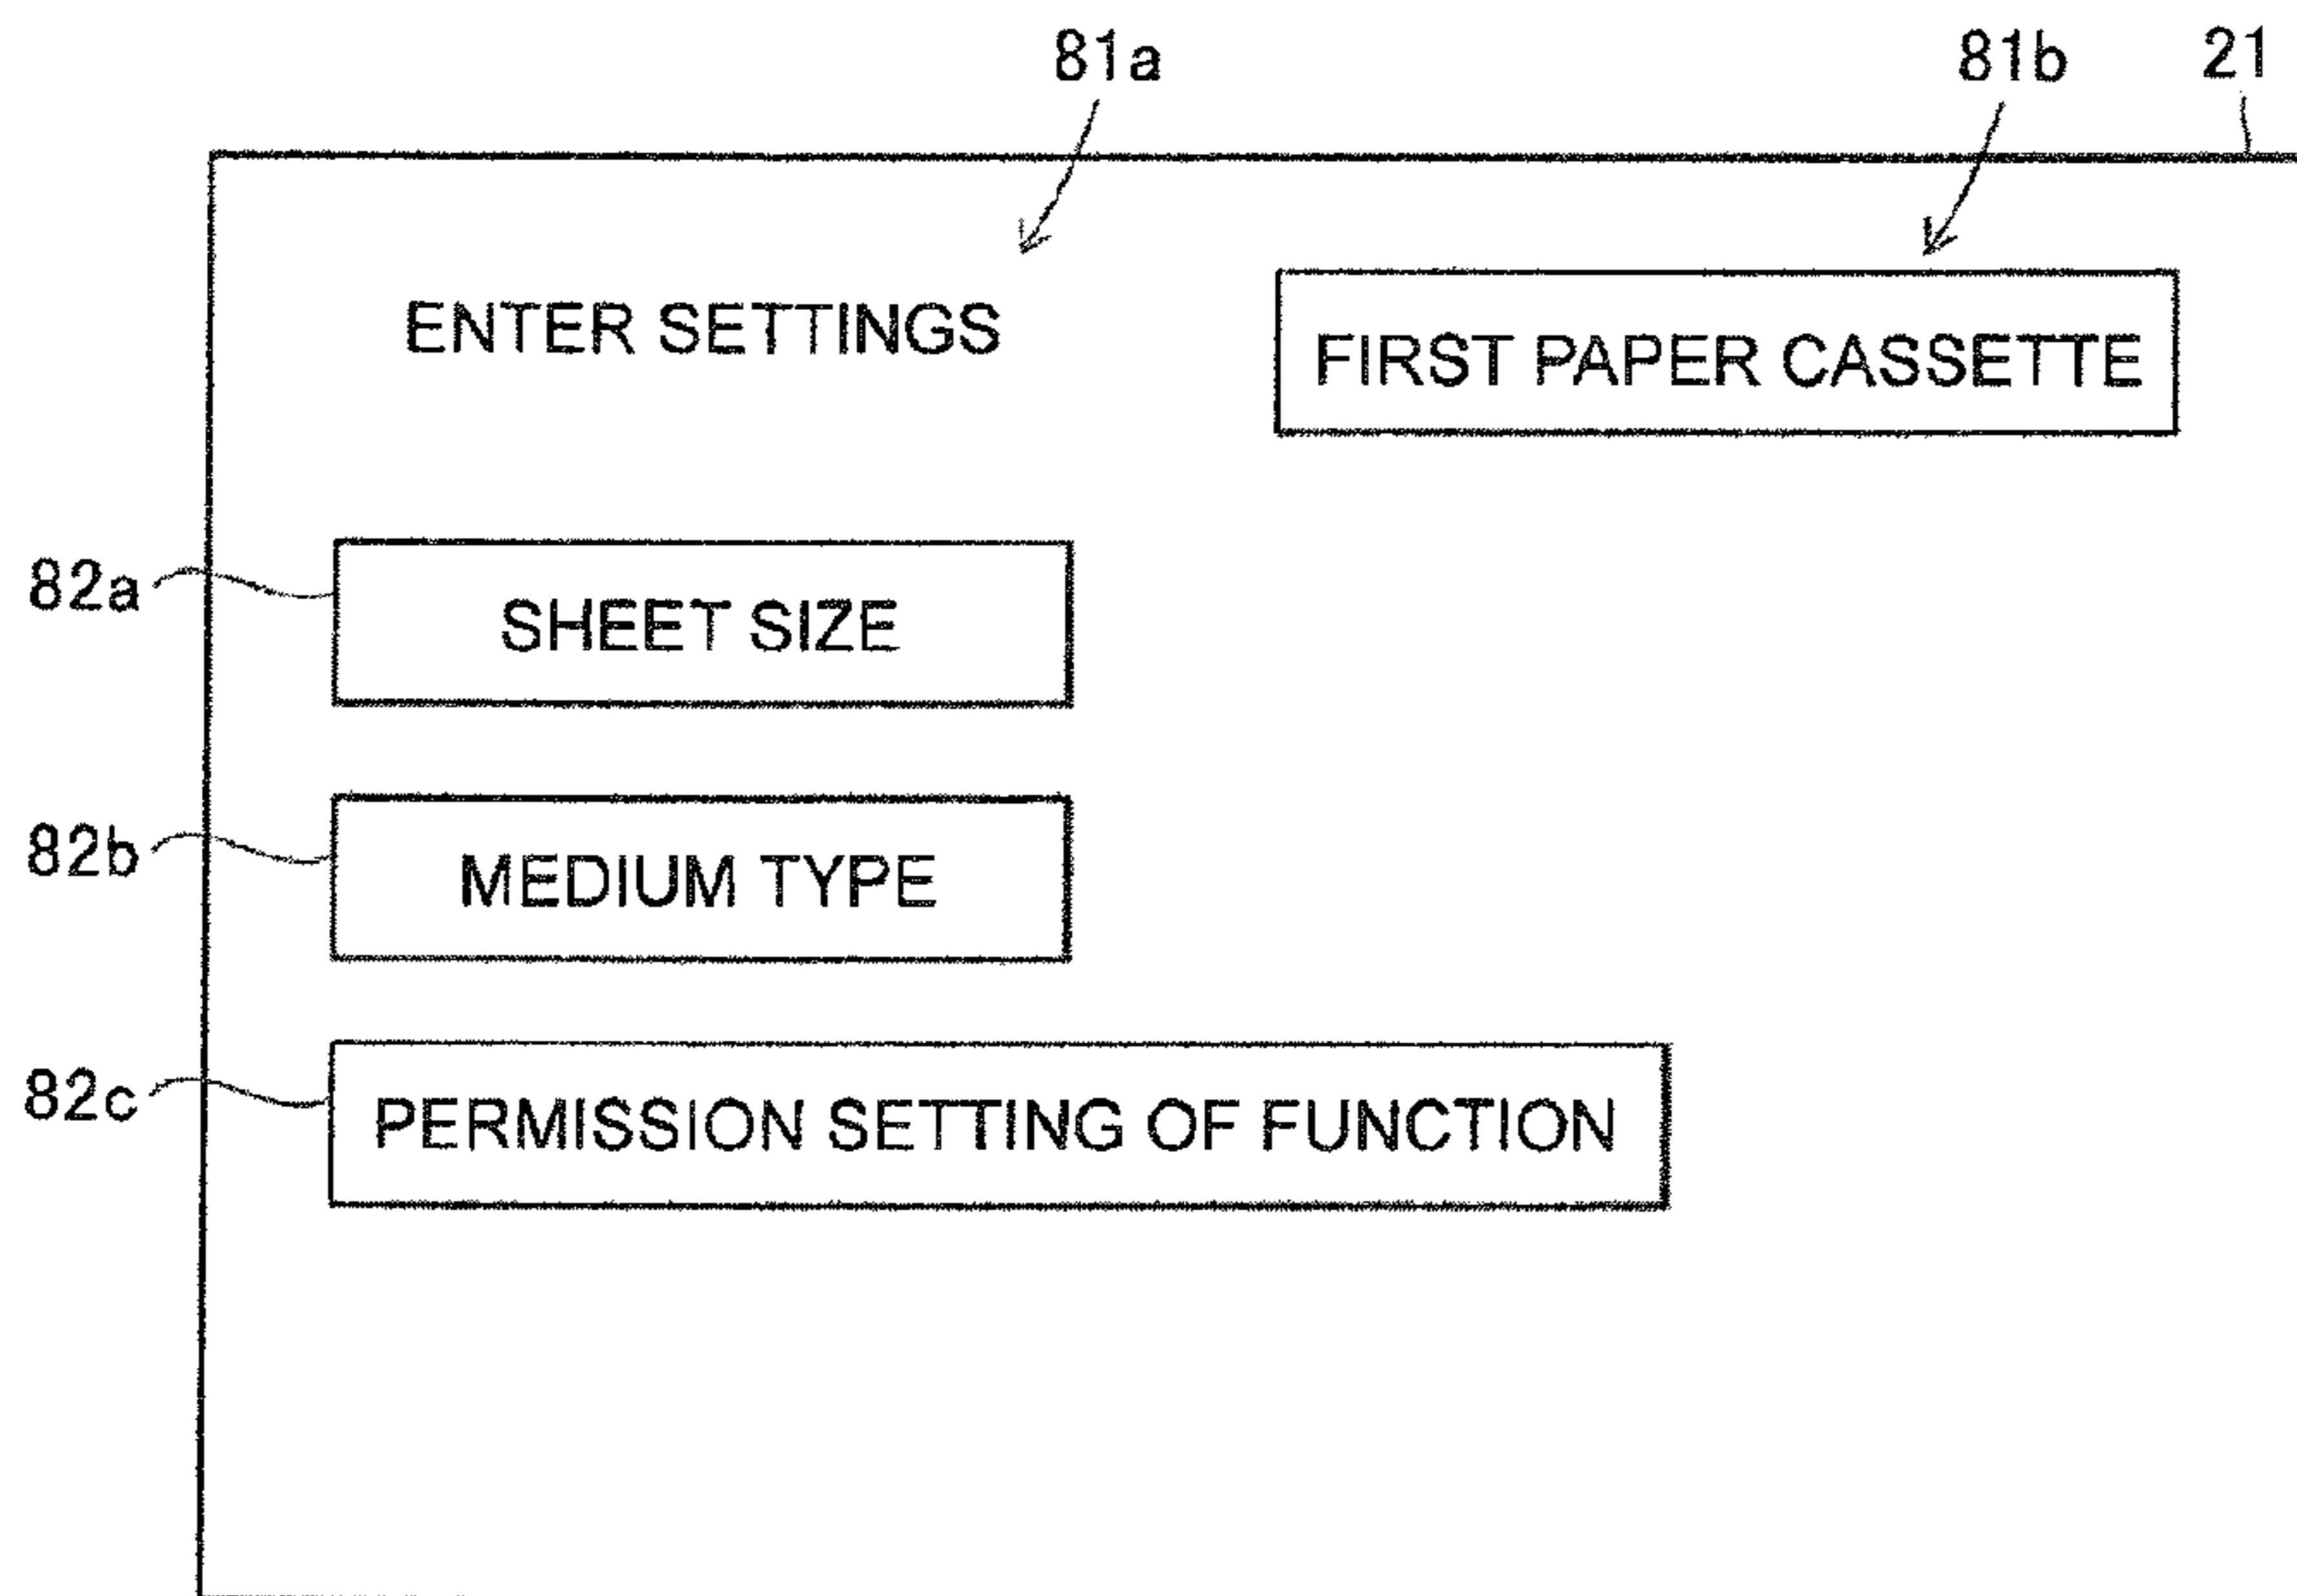 81a 81b 21
ENTER SETTINGS
FIRST PAPER CASSETTE
82a SHEET SIZE
82b MEDIUM TYPE
82c PERMISSION SETTING OF FUNCTION